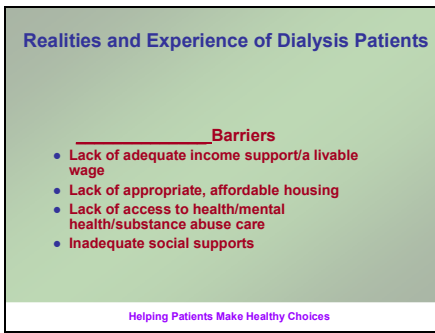 Realities and Experience of Dialysis Patients
____________Barriers
● Lack of adequate income support/a livable
wage
● Lack of appropriate, affordable housing
● Lack of access to health/mental
health/substance abuse care
● Inadequate social supports
Helping Patients Make Healthy Choices